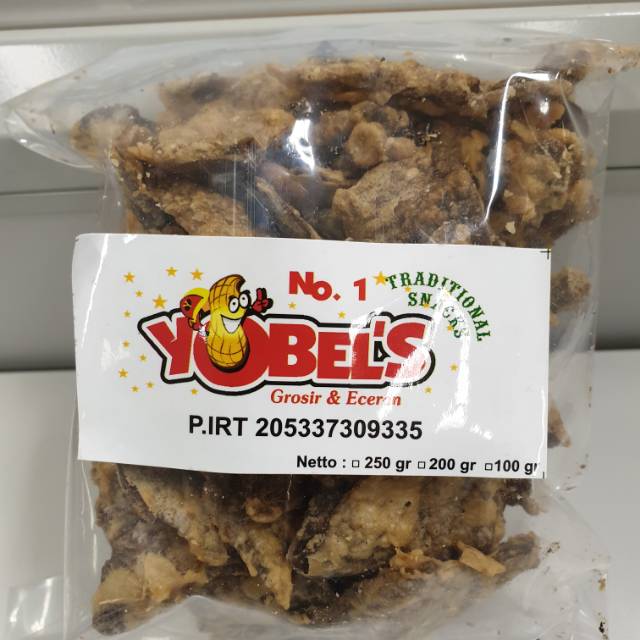 No. 1
TRADITIONAL
SNACKS
YOBEL'S
Grosir & Eceran
P.IRT 205337309335
Netto : □ 250 gr □ 200 gr □ 100 gr